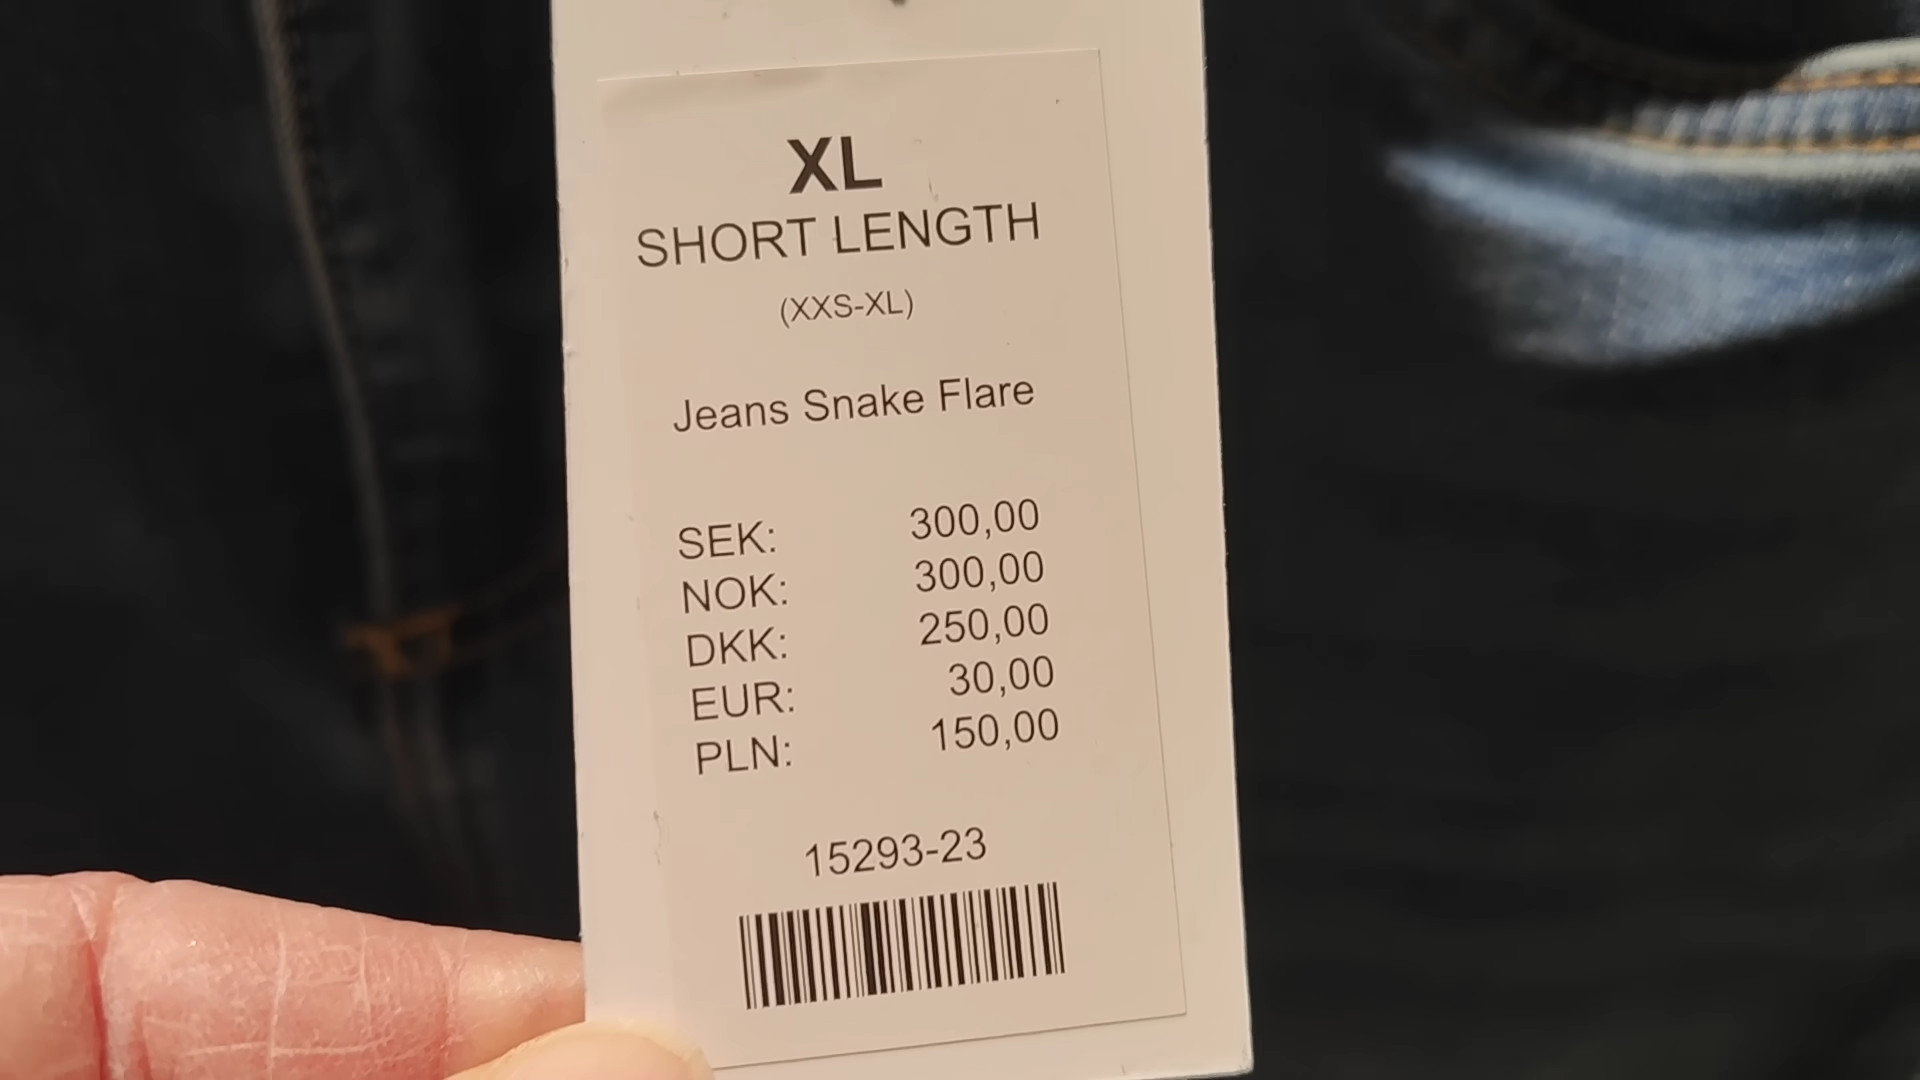 XL
SHORT LENGTH
(XXS-XL)
Jeans Snake Flare
SEK: 300,00
NOK: 300,00
DKK: 250,00
EUR: 30,00
PLN: 150,00
15293-23